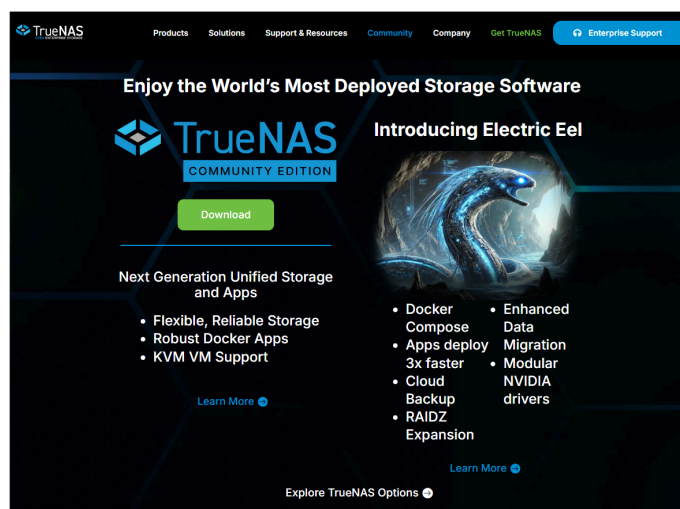 TrueNAS
OPEN ENTERPRISE STORAGE
Products
Solutions
Support & Resources
Community
Company
Get TrueNAS
Enterprise Support
Enjoy the World's Most Deployed Storage Software
TrueNAS
COMMUNITY EDITION
Download
Next Generation Unified Storage
and Apps
• Flexible, Reliable Storage
• Robust Docker Apps
• KVM VM Support
Learn More
Introducing Electric Eel
• Docker
Compose
• Apps deploy
3x faster
• Cloud
Backup
• RAIDZ
Expansion
• Enhanced
Data
Migration
• Modular
NVIDIA
drivers
Learn More
Explore TrueNAS Options